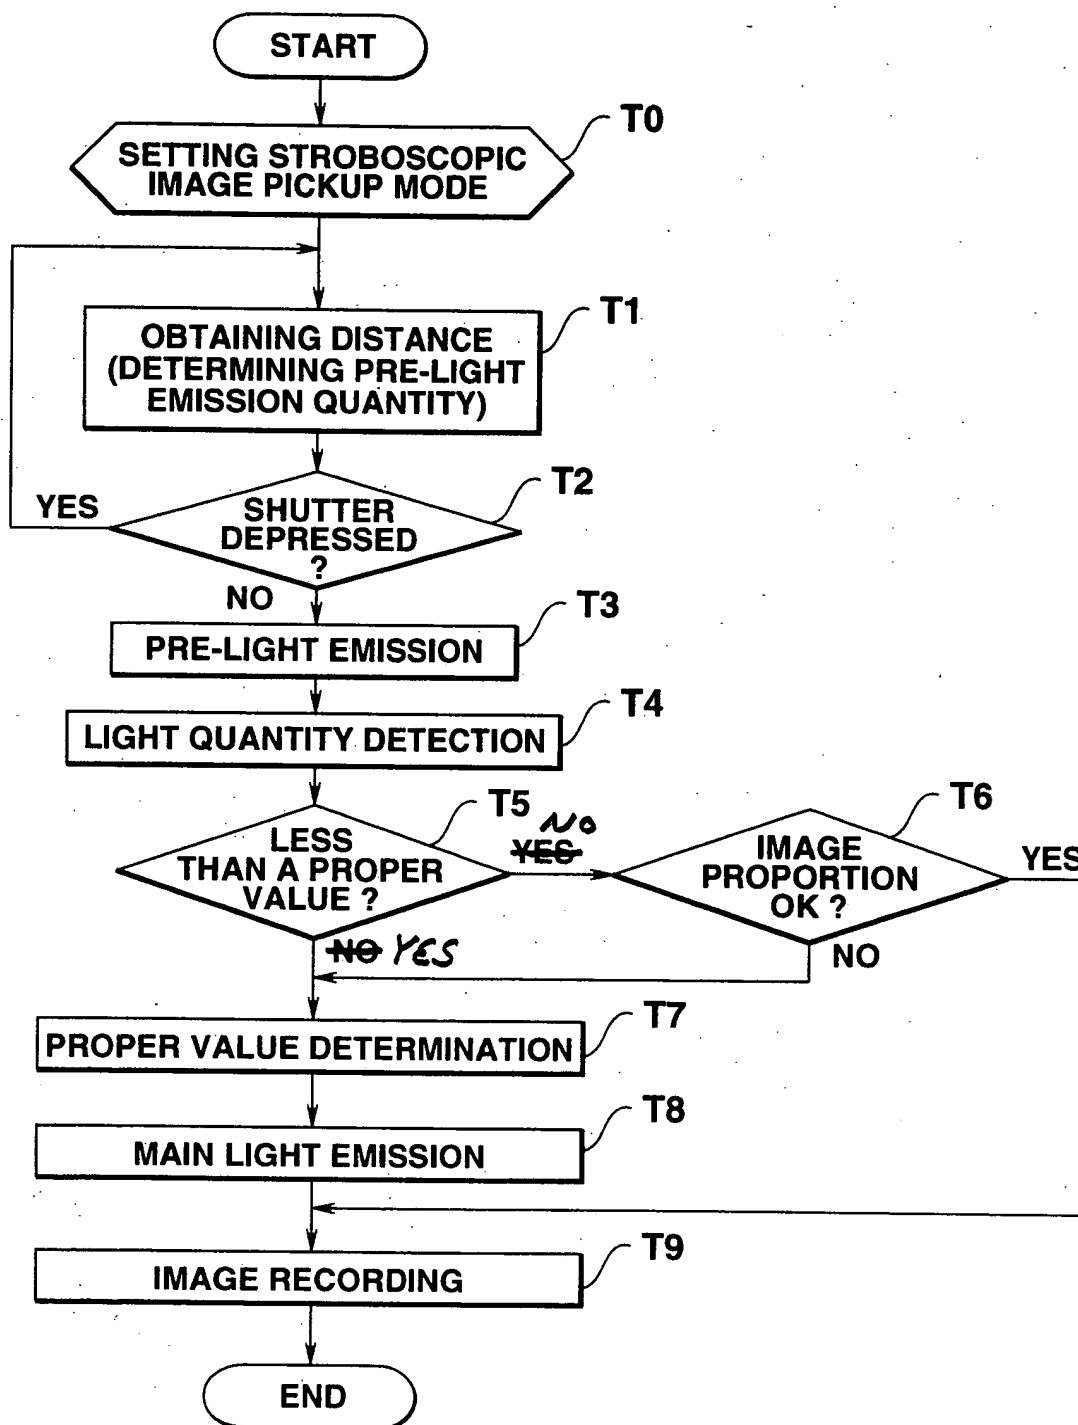 START
T0
SETTING STROBOSCOPIC
IMAGE PICKUP MODE
T1
OBTAINING DISTANCE
(DETERMINING PRE-LIGHT
EMISSION QUANTITY)
T2
YES
SHUTTER
DEPRESSED
?
NO
T3
PRE-LIGHT EMISSION
T4
LIGHT QUANTITY DETECTION
T5
LESS
THAN A PROPER
VALUE ?
NO
YES
T6
IMAGE
PROPORTION
OK ?
YES
NO YES
NO
T7
PROPER VALUE DETERMINATION
T8
MAIN LIGHT EMISSION
T9
IMAGE RECORDING
END